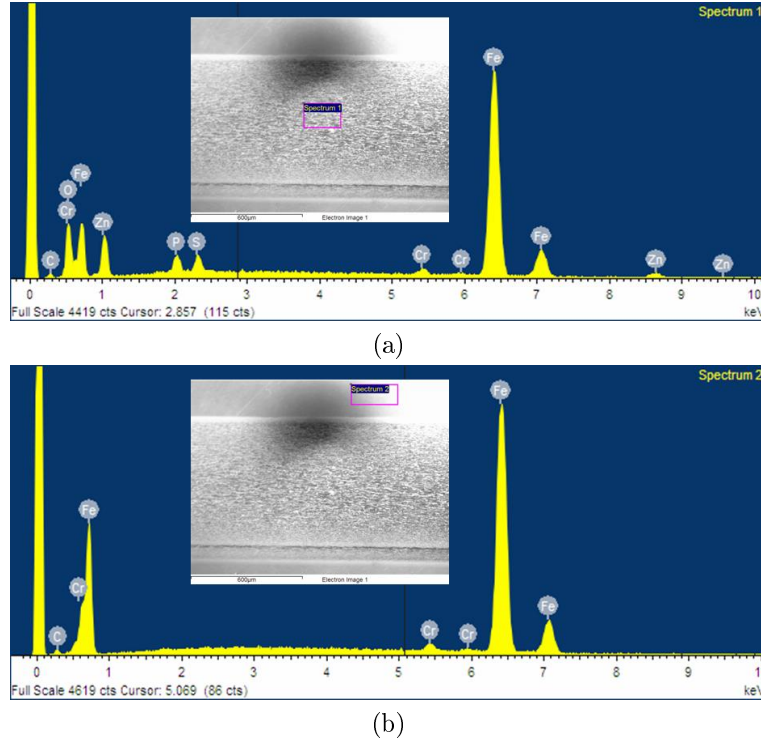 Spectrum 1
Fe
Spectrum 1
Fe
O
Cr
Zn
C
P
S
Cr
Cr
Fe
Zn
Zn
600µm
Electron Image 1
0 1 2 3 4 5 6 7 8 9 10
Full Scale 4419 cts Cursor: 2.857 (115 cts)
keV
(a)
Spectrum 2
Spectrum 2
Fe
Fe
Cr
C
Cr
Cr
Fe
600µm
Electron Image 1
0 1 2 3 4 5 6 7 8 9 1
Full Scale 4619 cts Cursor: 5.069 (86 cts)
keV
(b)